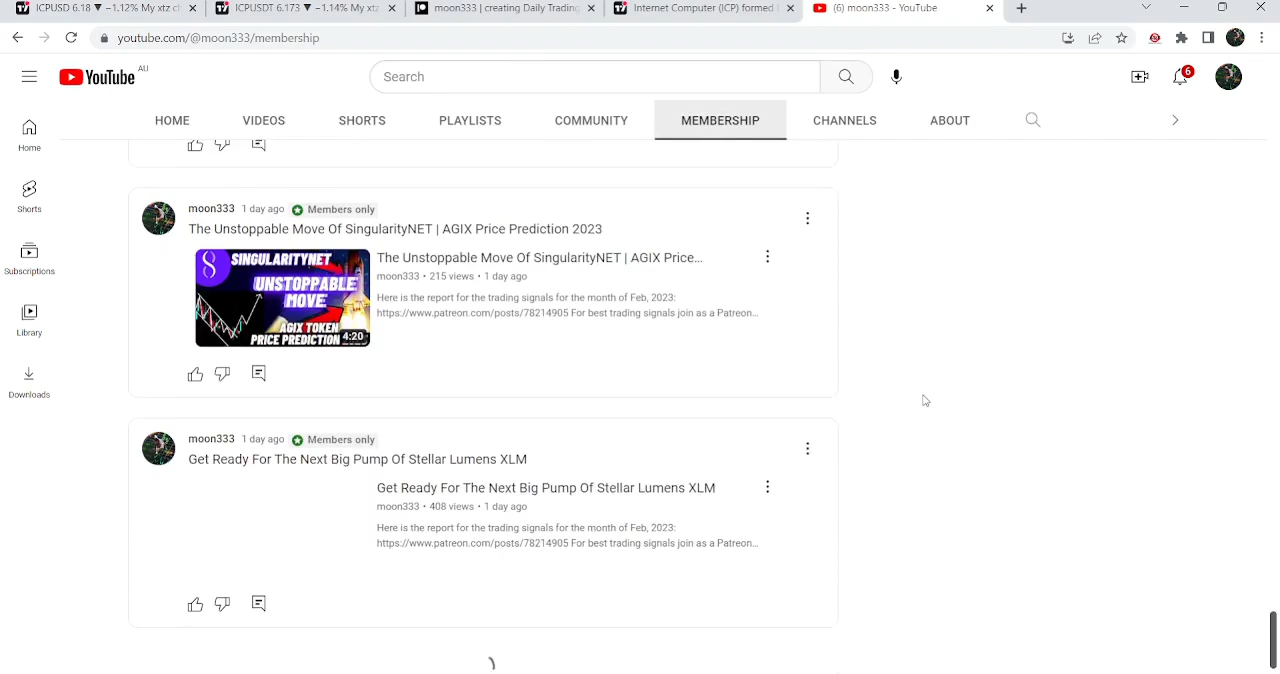 ICPUSD 6.18 ▼ −1.12% My xtz ch
ICPUSDT 6.173 ▼ −1.14% My xta
moon333 | creating Daily Trading
Internet Computer (ICP) formed
(6) moon333 - YouTube
youtube.com/@moon333/membership
YouTube AU
Search
6
HOME
VIDEOS
SHORTS
PLAYLISTS
COMMUNITY
MEMBERSHIP
CHANNELS
ABOUT
Home
Shorts
Subscriptions
Library
Downloads
moon333 1 day ago Members only
The Unstoppable Move Of SingularityNET | AGIX Price Prediction 2023
SINGULARITYNET
UNSTOPPABLE
MOVE
AGIX TOKEN
PRICE PREDICTION
4:20
The Unstoppable Move Of SingularityNET | AGIX Price...
moon333 • 215 views • 1 day ago
Here is the report for the trading signals for the month of Feb, 2023:
https://www.patreon.com/posts/78214905 For best trading signals join as a Patreon...
moon333 1 day ago Members only
Get Ready For The Next Big Pump Of Stellar Lumens XLM
Get Ready For The Next Big Pump Of Stellar Lumens XLM
moon333 • 408 views • 1 day ago
Here is the report for the trading signals for the month of Feb, 2023:
https://www.patreon.com/posts/78214905 For best trading signals join as a Patreon...